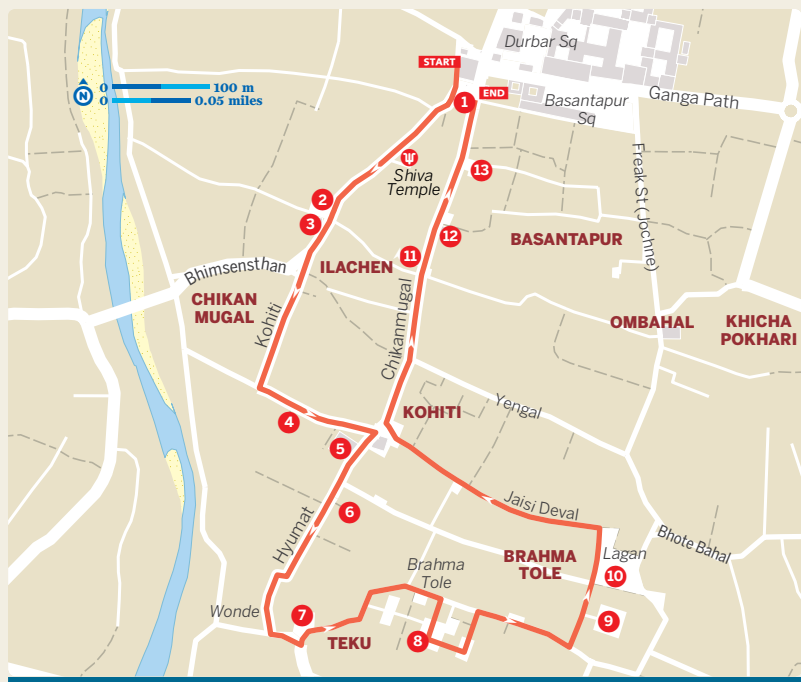 Durbar Sq
START
0
100 m
N
0
0.05 miles
END
1
Basantapur
Sq
Ganga Path
Shiva
Temple
13
Freak St (Jochne)
2
3
12
BASANTAPUR
11
ILACHEN
Bhimsensthan
CHIKAN
MUGAL
Kohiti
Chikanmugal
OMBAHAL
KHICHA
POKHARI
KOHITI
Yengal
4
5
6
Hyumat
Jaisi Deval
Bhote Bahal
Lagan
BRAHMA
TOLE
Brahma
Tole
10
Wonde
7
9
TEKU
8